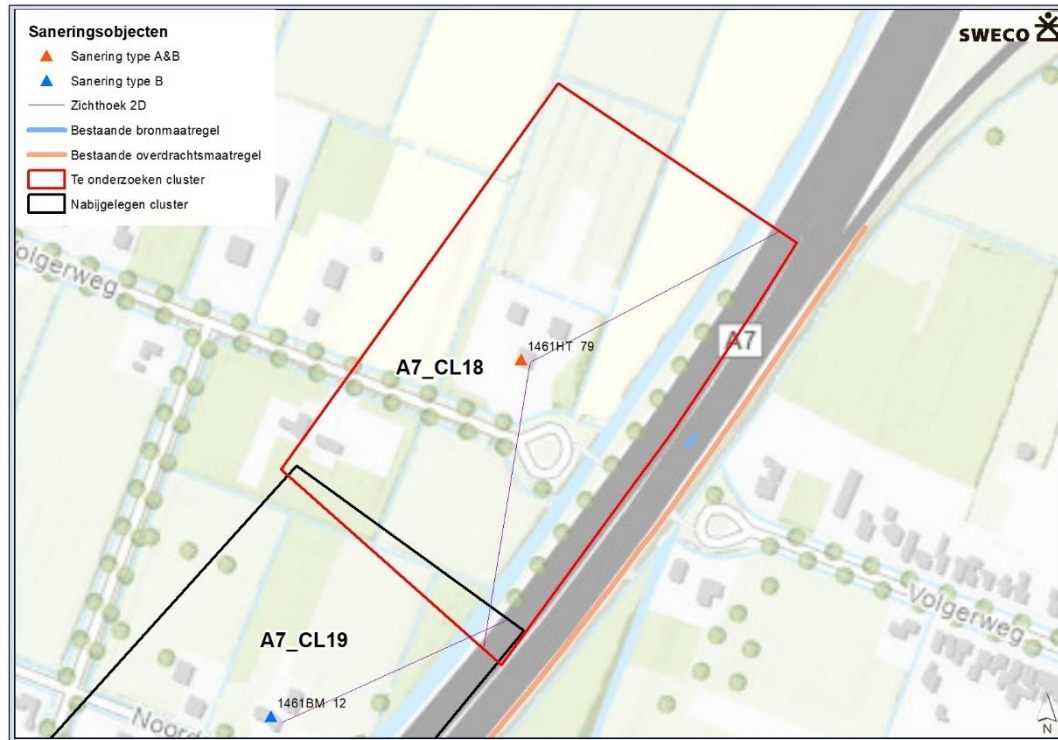 Saneringsobjecten
Sanering type A&B
Sanering type B
Zichthoek 2D
Bestaande bronmaatregel
Bestaande overdrachtsmaatregel
Te onderzoeken cluster
Nabijgelegen cluster
SWECO
Volgerweg
A7
1461HT 79
A7_CL18
Volgerweg
A7_CL19
1461BM 12
Noord
N